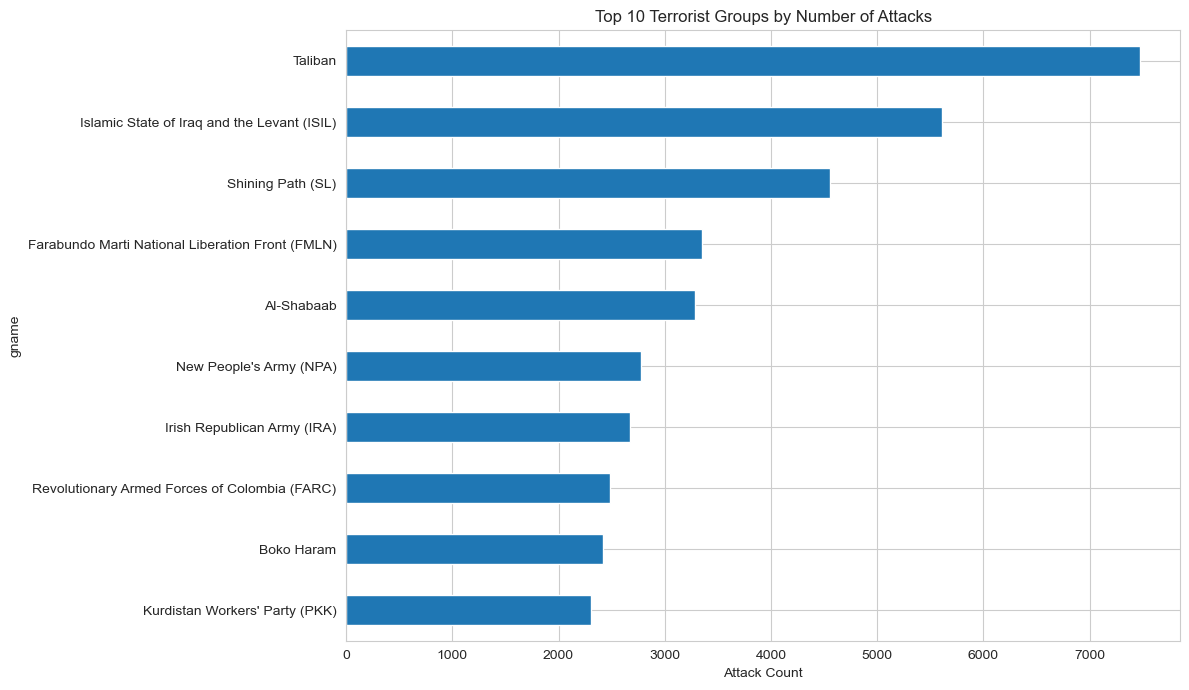 Top 10 Terrorist Groups by Number of Attacks
Taliban
Islamic State of Iraq and the Levant (ISIL)
Shining Path (SL)
Farabundo Marti National Liberation Front (FMLN)
Al-Shabaab
gname
New People's Army (NPA)
Irish Republican Army (IRA)
Revolutionary Armed Forces of Colombia (FARC)
Boko Haram
Kurdistan Workers' Party (PKK)
0 1000 2000 3000 4000 5000 6000 7000
Attack Count